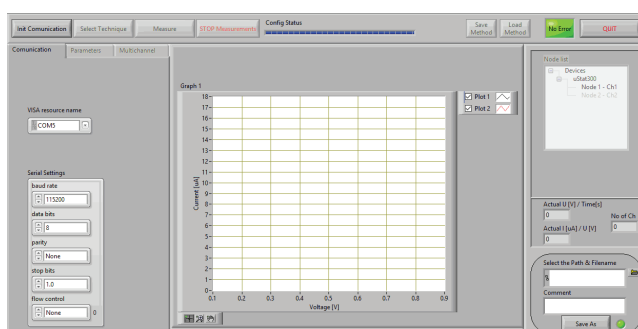 Init Comunication
Select Technique
Measure
STOP Measurements
Config Status
Save Method
Load Method
No Error
QUIT
Comunication
Parameters
Multichannel
VISA resource name
COM5
Serial Settings
baud rate
115200
data bits
8
parity
None
stop bits
1.0
flow control
None
0
Graph 1
Plot 1
Plot 2
Current [uA]
18
17
16
15
14
13
12
11
10
9
8
7
6
5
4
3
2
1
0
0.1 0.2 0.3 0.4 0.5 0.6 0.7 0.8 0.9
Voltage [V]
Node list
Devices
uStat300
Node 1 - Ch1
Node 2 - Ch2
Actual U [V] / Time[s]
0
No of Ch
0
Actual I [uA] / U [V]
0
Select the Path & Filename
Comment
Save As